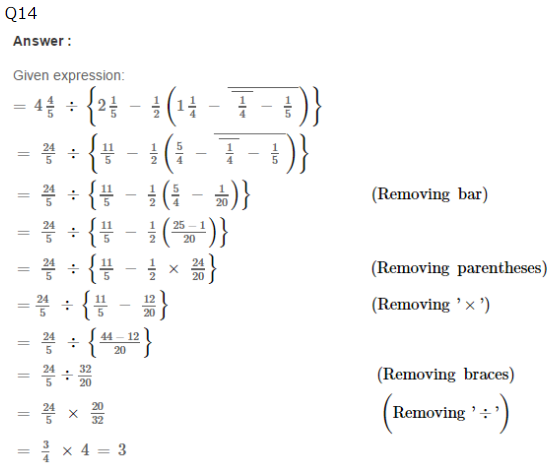 Q14
Answer :
Given expression:
= 4 4/5 ÷ {2 1/5 − 1/2 (1 1/4 − \overline{\overline{1/4} − 1/5})}
= 24/5 ÷ {11/5 − 1/2 (5/4 − \overline{\overline{1/4} − 1/5})}
= 24/5 ÷ {11/5 − 1/2 (5/4 − 1/20)} (Removing bar)
= 24/5 ÷ {11/5 − 1/2 ((25 − 1)/20)}
= 24/5 ÷ {11/5 − 1/2 × 24/20} (Removing parentheses)
= 24/5 ÷ {11/5 − 12/20} (Removing ' × ')
= 24/5 ÷ {(44 − 12)/20}
= 24/5 ÷ 32/20 (Removing braces)
= 24/5 × 20/32 (Removing ' ÷ ')
= 3/4 × 4 = 3